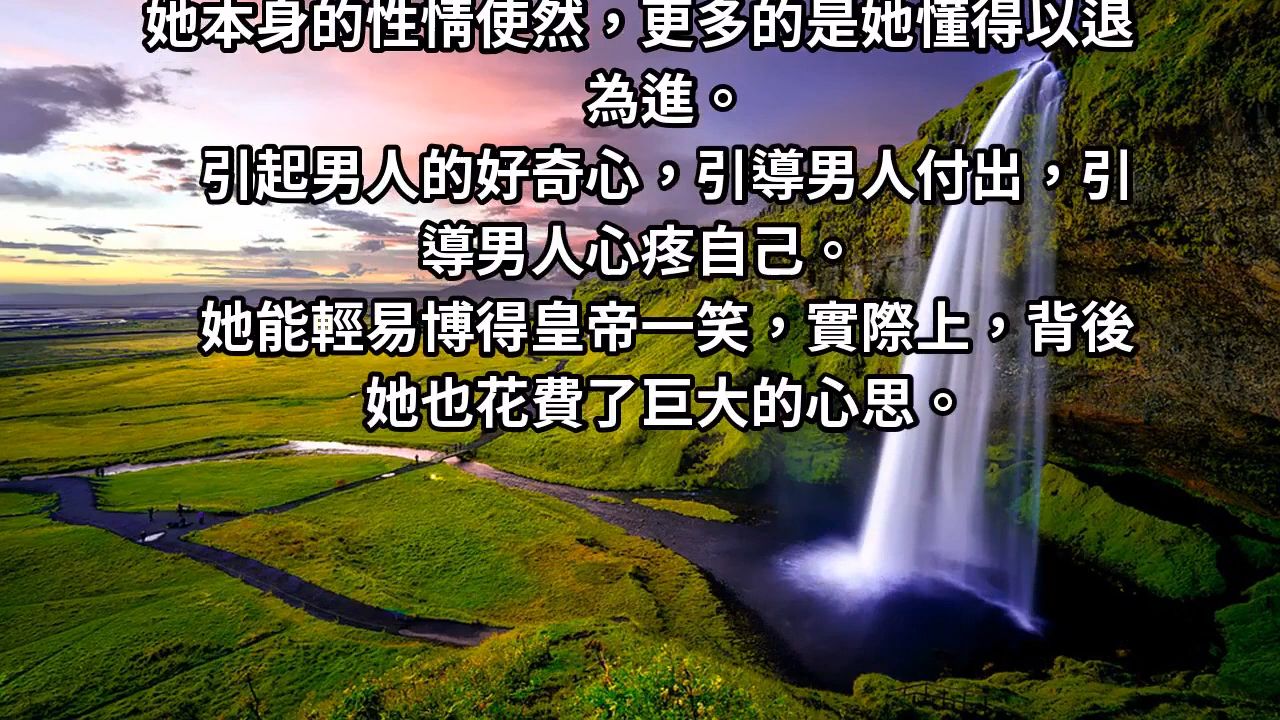 她本身的性情使然，更多的是她懂得以退
為進。
引起男人的好奇心，引導男人付出，引
導男人心疼自己。
她能輕易博得皇帝一笑，實際上，背後
她也花費了巨大的心思。